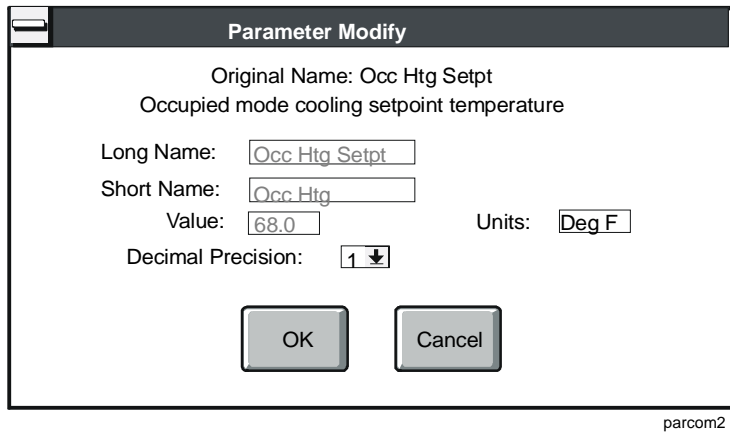 Parameter Modify
Original Name: Occ Htg Setpt
Occupied mode cooling setpoint temperature
Long Name: Occ Htg Setpt
Short Name: Occ Htg
Value: 68.0 Units: Deg F
Decimal Precision: 1
OK Cancel
parcom2